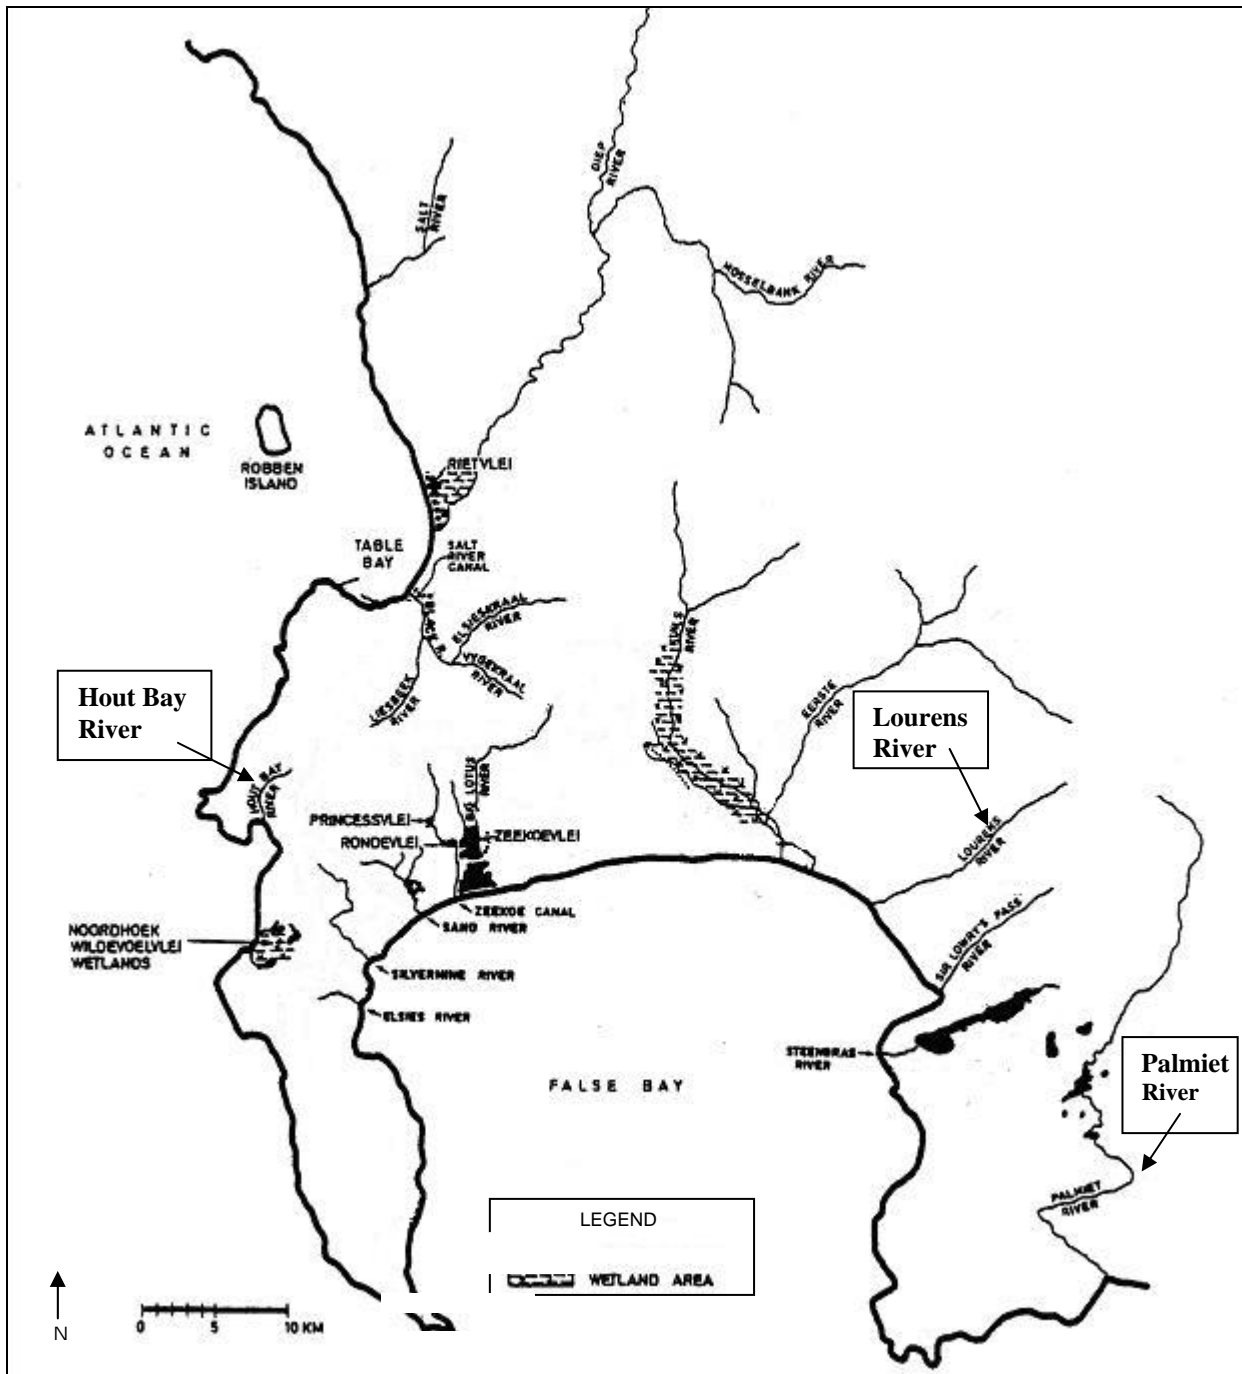 DIEP
RIVER
SALT
RIVER
MOSSELBANK RIVER
ATLANTIC
OCEAN
ROBBEN
ISLAND
RIETVLEI
TABLE
BAY
SALT
RIVER
CANAL
BLACK R.
ELSIESKRAAL
RIVER
VYGEKRAAL
RIVER
LIESBEEK
RIVER
KUILS
RIVER
EERSTE
RIVER
Hout Bay
River
Lourens
River
HOUT BAY
RIVER
BIG LOTUS
RIVER
PRINCESSVLEI
RONDEVLEI
ZEEKOEVLEI
LOURENS
RIVER
ZEEKOE CANAL
SAND RIVER
NOORDHOEK
WILDEVOELVLEI
WETLANDS
SILVERMINE RIVER
SIR LOWRY'S PASS
RIVER
ELSIES RIVER
STEENBRAS
RIVER
FALSE BAY
Palmiet
River
PALMIET
RIVER
LEGEND
WETLAND AREA
N
0 5 10 KM